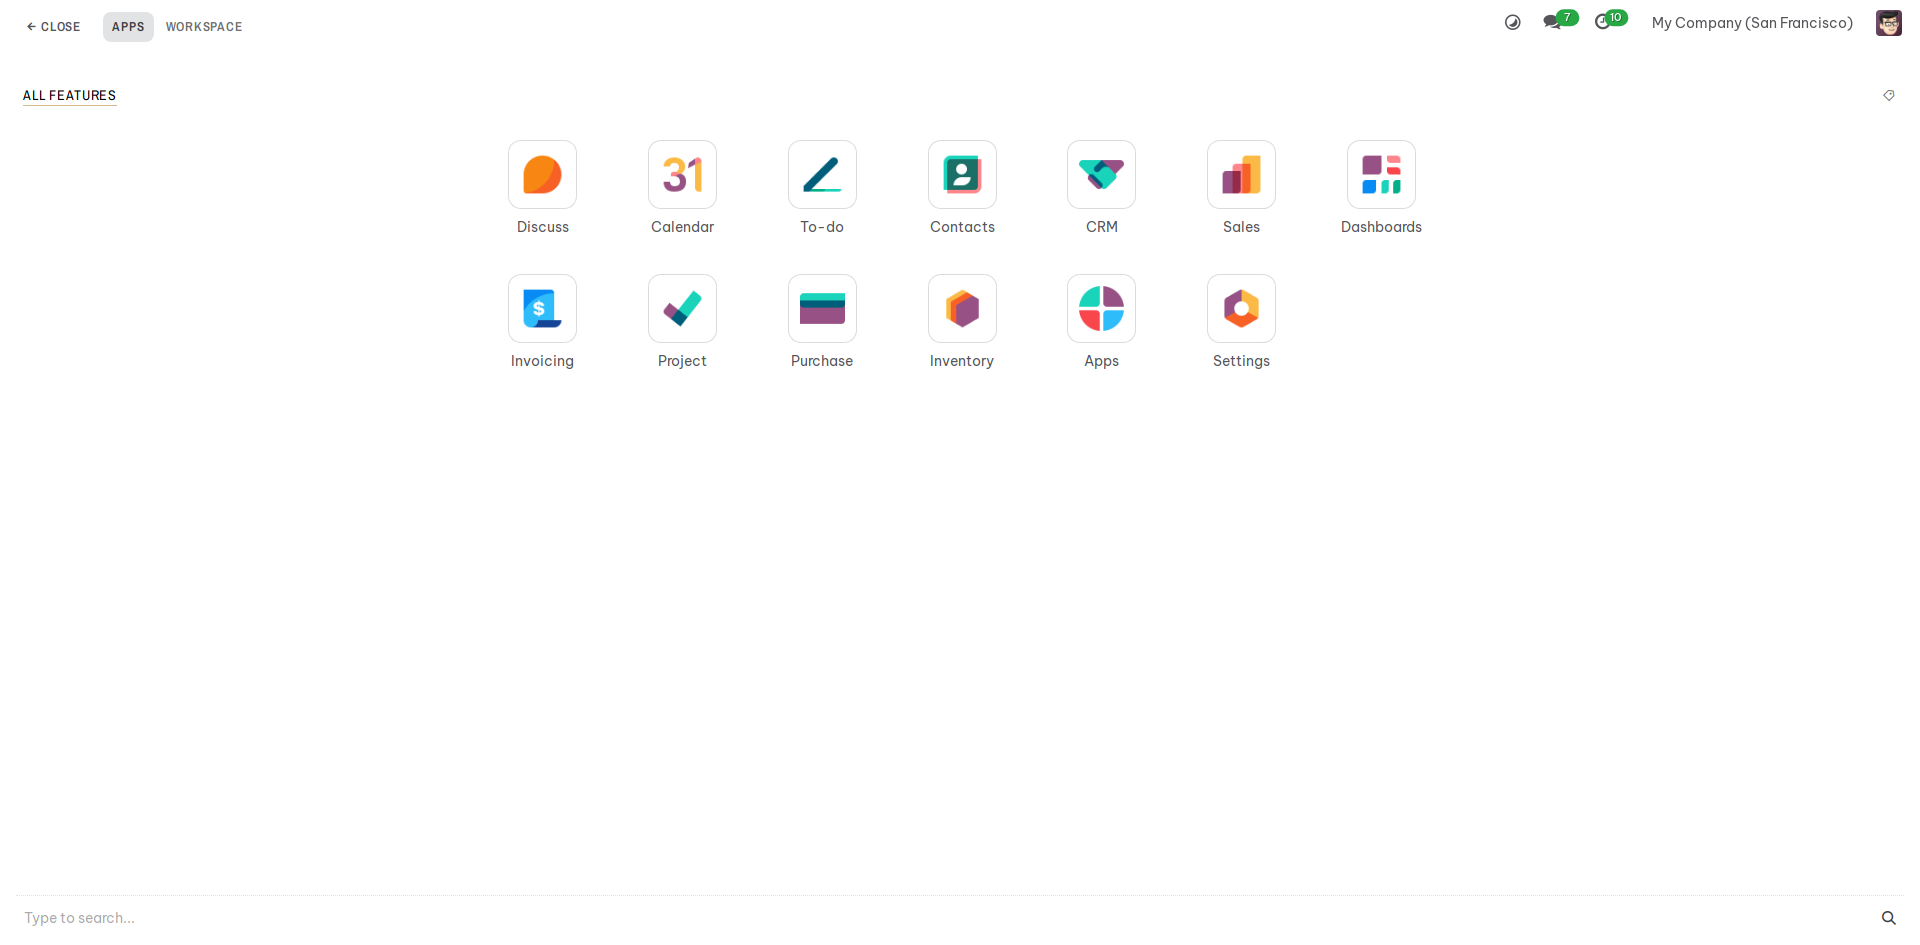 CLOSE APPS WORKSPACE 7 10 My Company (San Francisco)
ALL FEATURES
31
Discuss Calendar To-do Contacts CRM Sales Dashboards
$
Invoicing Project Purchase Inventory Apps Settings
Type to search...